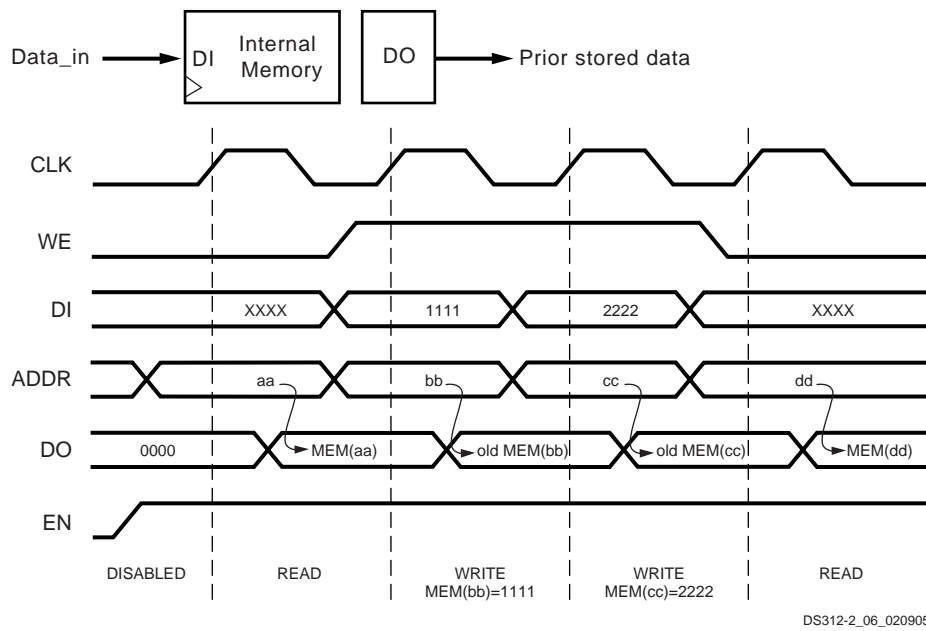 Data_in DI Internal Memory DO Prior stored data
CLK
WE
DI XXXX 1111 2222 XXXX
ADDR aa bb cc dd
DO 0000 MEM(aa) old MEM(bb) old MEM(cc) MEM(dd)
EN
DISABLED READ WRITE WRITE READ
MEM(bb)=1111 MEM(cc)=2222
DS312-2_06_020905